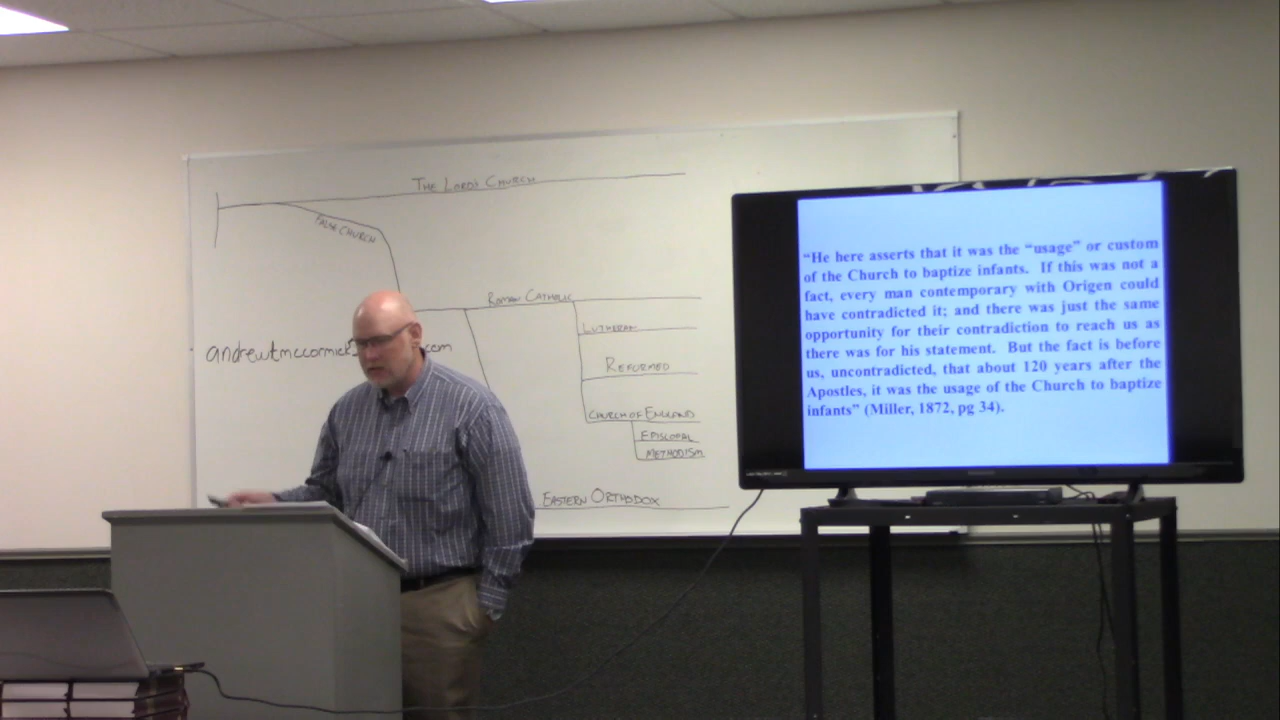 THE LORDS CHURCH
FALSE CHURCH
ROMAN CATHOLIC
LUTHERAN
REFORMED
CHURCH OF ENGLAND
EPISCOPAL
METHODISM
EASTERN ORTHODOX
andrewtmccormick
com
“He here asserts that it was the “usage” or custom
of the Church to baptize infants. If this was not a
fact, every man contemporary with Origen could
have contradicted it; and there was just the same
opportunity for their contradiction to reach us as
there was for his statement. But the fact is before
us, uncontradicted, that about 120 years after the
Apostles, it was the usage of the Church to baptize
infants” (Miller, 1872, pg 34).